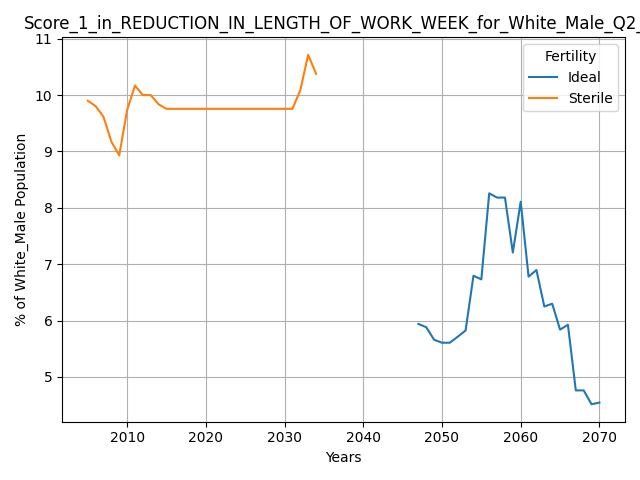 Score_1_in_REDUCTION_IN_LENGTH_OF_WORK_WEEK_for_White_Male_Q2_
11
10
9
8
7
6
5
% of White_Male Population
Fertility
Ideal
Sterile
2010 2020 2030 2040 2050 2060 2070
Years